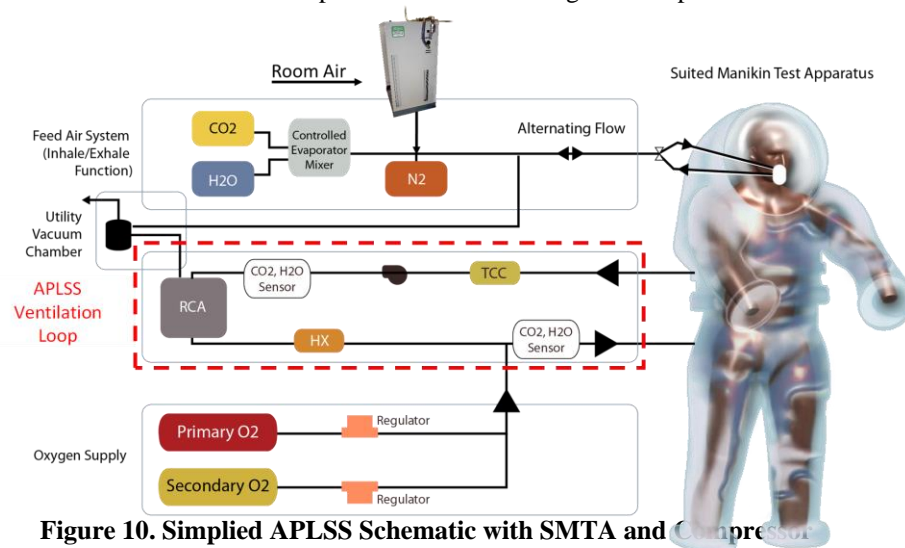 Room Air
Suited Manikin Test Apparatus
Feed Air System
(Inhale/Exhale
Function)
CO2
H2O
Controlled
Evaporator
Mixer
N2
Alternating Flow
Utility
Vacuum
Chamber
APLSS
Ventilation
Loop
RCA
CO2, H2O
Sensor
TCC
HX
CO2, H2O
Sensor
Oxygen Supply
Primary O2
Regulator
Secondary O2
Regulator
Figure 10. Simplied APLSS Schematic with SMTA and Compressor